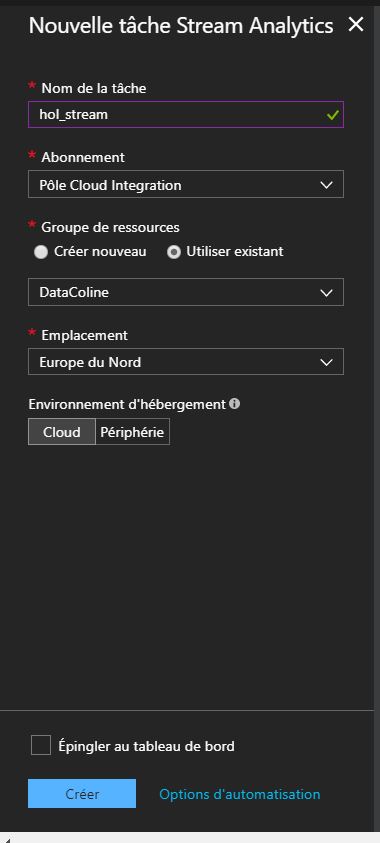 Nouvelle tâche Stream Analytics
* Nom de la tâche
hol_stream
* Abonnement
Pôle Cloud Integration
* Groupe de ressources
Créer nouveau Utiliser existant
DataColine
* Emplacement
Europe du Nord
Environnement d'hébergement
Cloud Périphérie
Épingler au tableau de bord
Créer Options d'automatisation